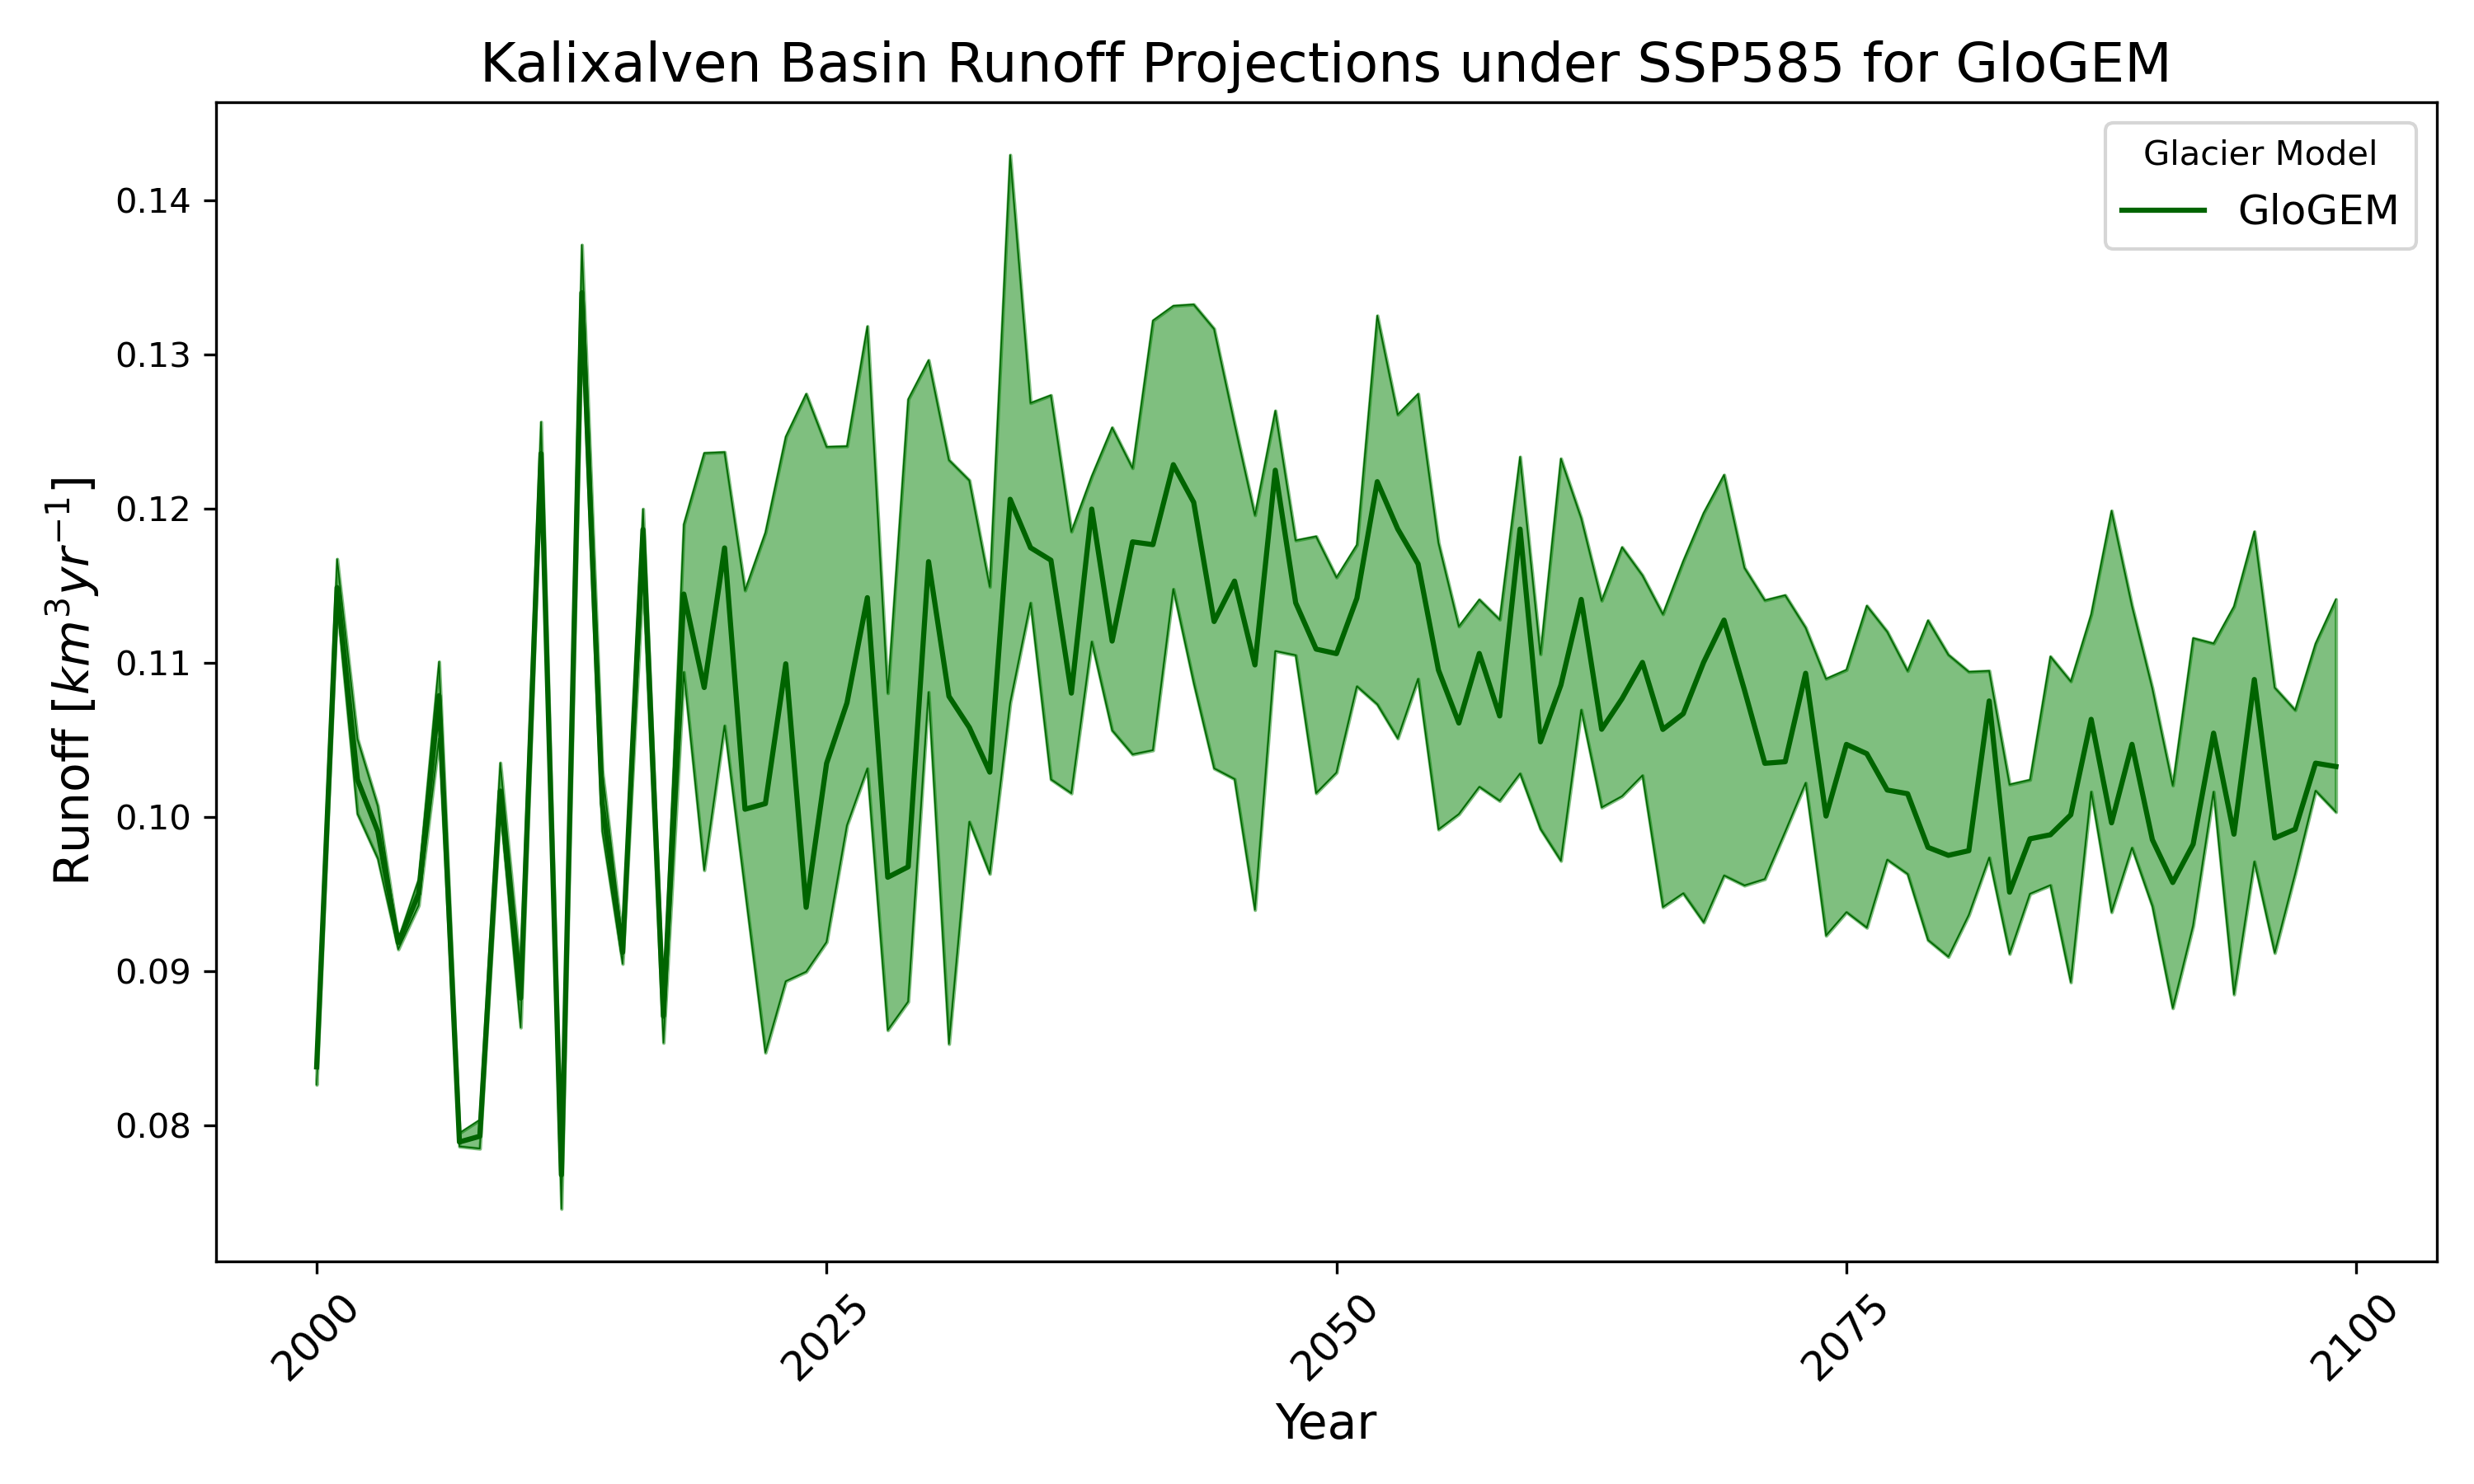 Kalixalven Basin Runoff Projections under SSP585 for GloGEM
Glacier Model
GloGEM
0.14
0.13
0.12
0.11
0.10
0.09
0.08
Runoff [km³yr⁻¹]
2000
2025
2050
2075
2100
Year